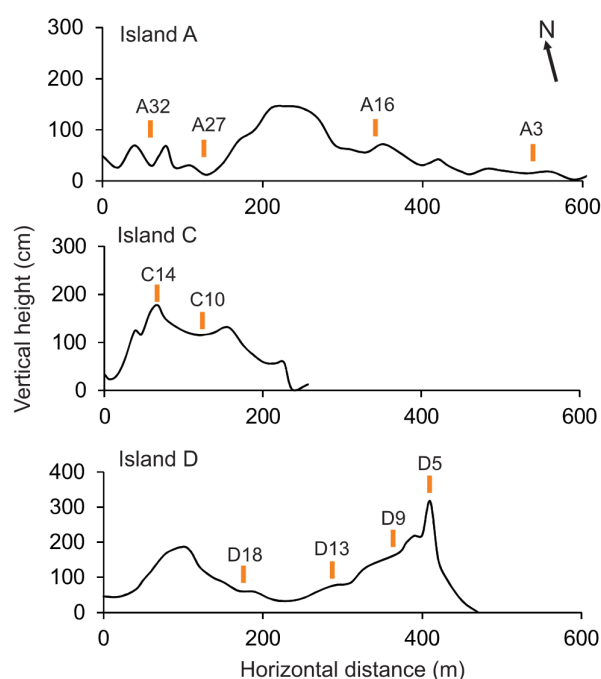 Island A
N
300
200
100
0
A32
A27
A16
A3
0
200
400
600
Island C
300
200
100
0
C14
C10
0
200
400
600
Vertical height (cm)
Island D
400
300
200
100
0
D18
D13
D9
D5
0
200
400
600
Horizontal distance (m)